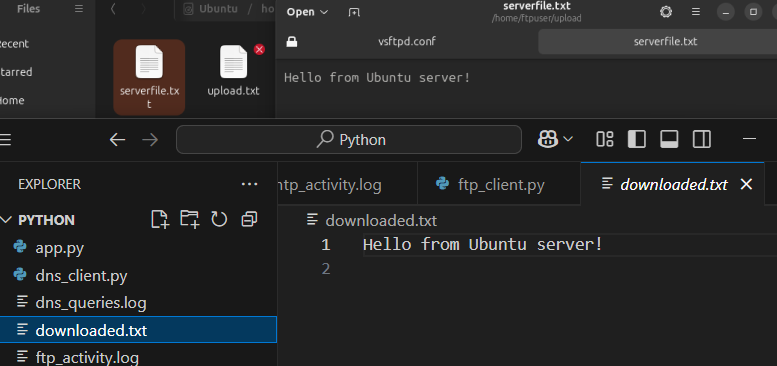 Files
Ubuntu / ho
Open
serverfile.txt
/home/ftpuser/upload
Recent
Starred
Home
serverfile.tx
t
upload.txt
vsftpd.conf
serverfile.txt
Hello from Ubuntu server!
Python
EXPLORER
ntp_activity.log
ftp_client.py
downloaded.txt
PYTHON
app.py
dns_client.py
dns_queries.log
downloaded.txt
ftp_activity.log
downloaded.txt
1 Hello from Ubuntu server!
2